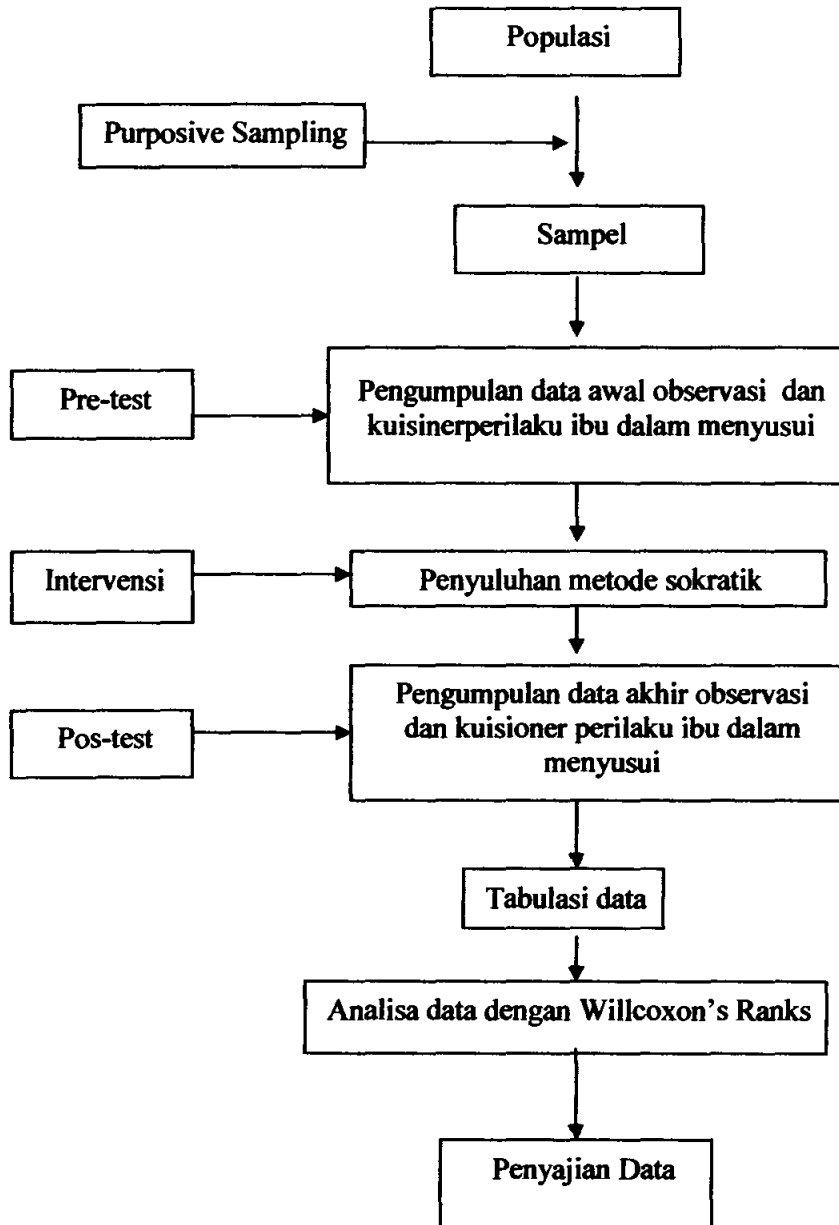 Populasi
Purposive Sampling
Sampel
Pre-test
Pengumpulan data awal observasi dan
kuisinerperilaku ibu dalam menyusui
Intervensi
Penyuluhan metode sokratik
Pos-test
Pengumpulan data akhir observasi
dan kuisioner perilaku ibu dalam
menyusui
Tabulasi data
Analisa data dengan Willcoxon's Ranks
Penyajian Data